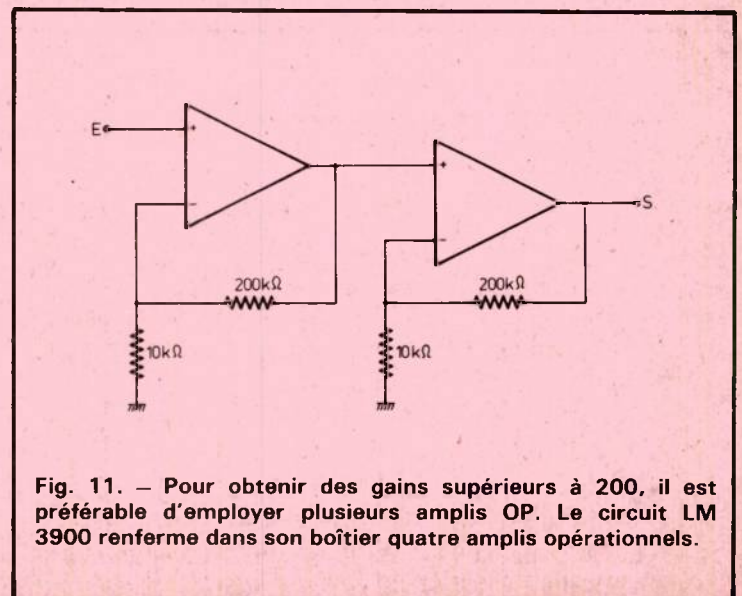 E
+
-
200kΩ
10kΩ
+
-
200kΩ
10kΩ
S
Fig. 11. — Pour obtenir des gains supérieurs à 200, il est
préférable d'employer plusieurs amplis OP. Le circuit LM
3900 renferme dans son boîtier quatre amplis opérationnels.